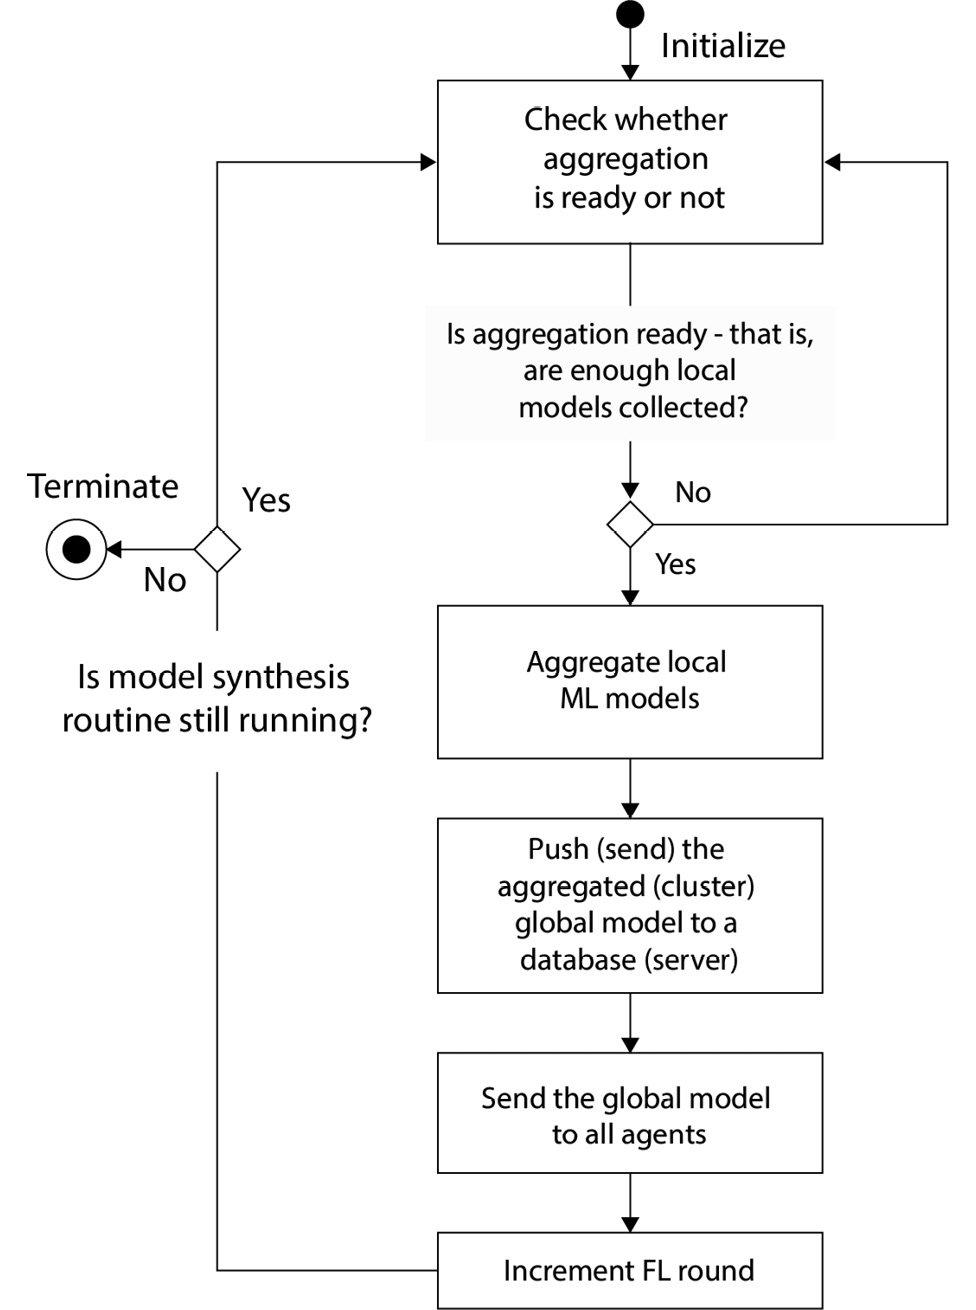 Initialize
Check whether
aggregation
is ready or not
Is aggregation ready - that is,
are enough local
models collected?
No
Yes
Aggregate local
ML models
Push (send) the
aggregated (cluster)
global model to a
database (server)
Send the global model
to all agents
Increment FL round
Is model synthesis
routine still running?
Yes
No
Terminate